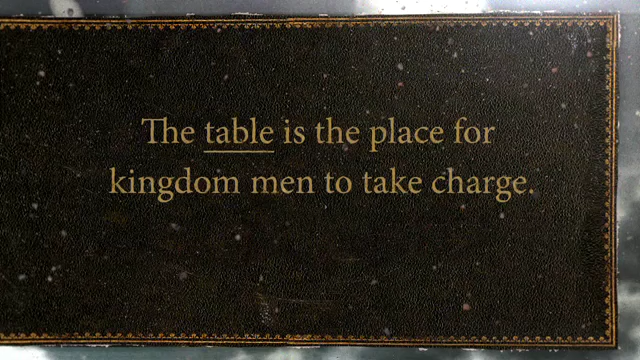 The table is the place for
kingdom men to take charge.